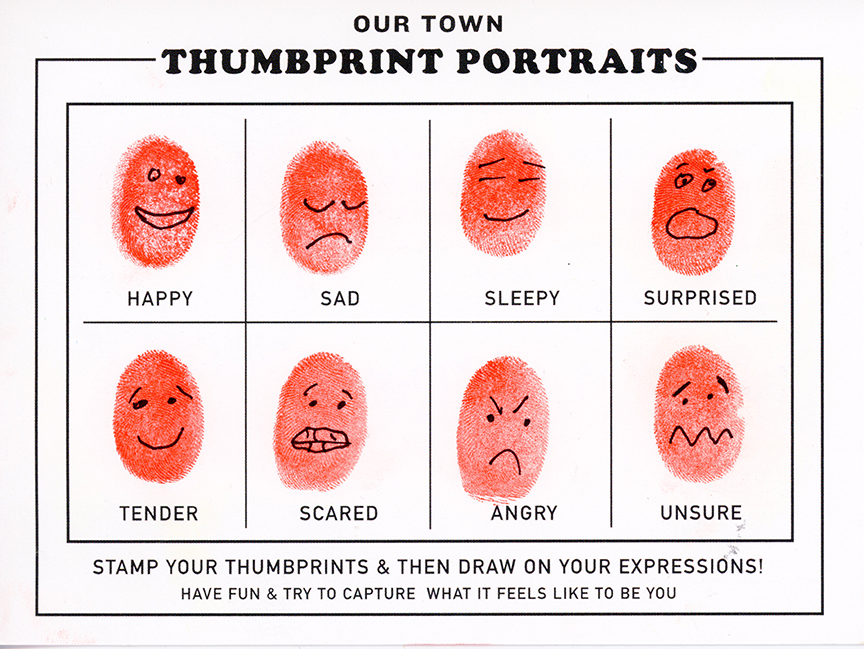 OUR TOWN
THUMBPRINT PORTRAITS
HAPPY
SAD
SLEEPY
SURPRISED
TENDER
SCARED
ANGRY
UNSURE
STAMP YOUR THUMBPRINTS & THEN DRAW ON YOUR EXPRESSIONS!
HAVE FUN & TRY TO CAPTURE WHAT IT FEELS LIKE TO BE YOU